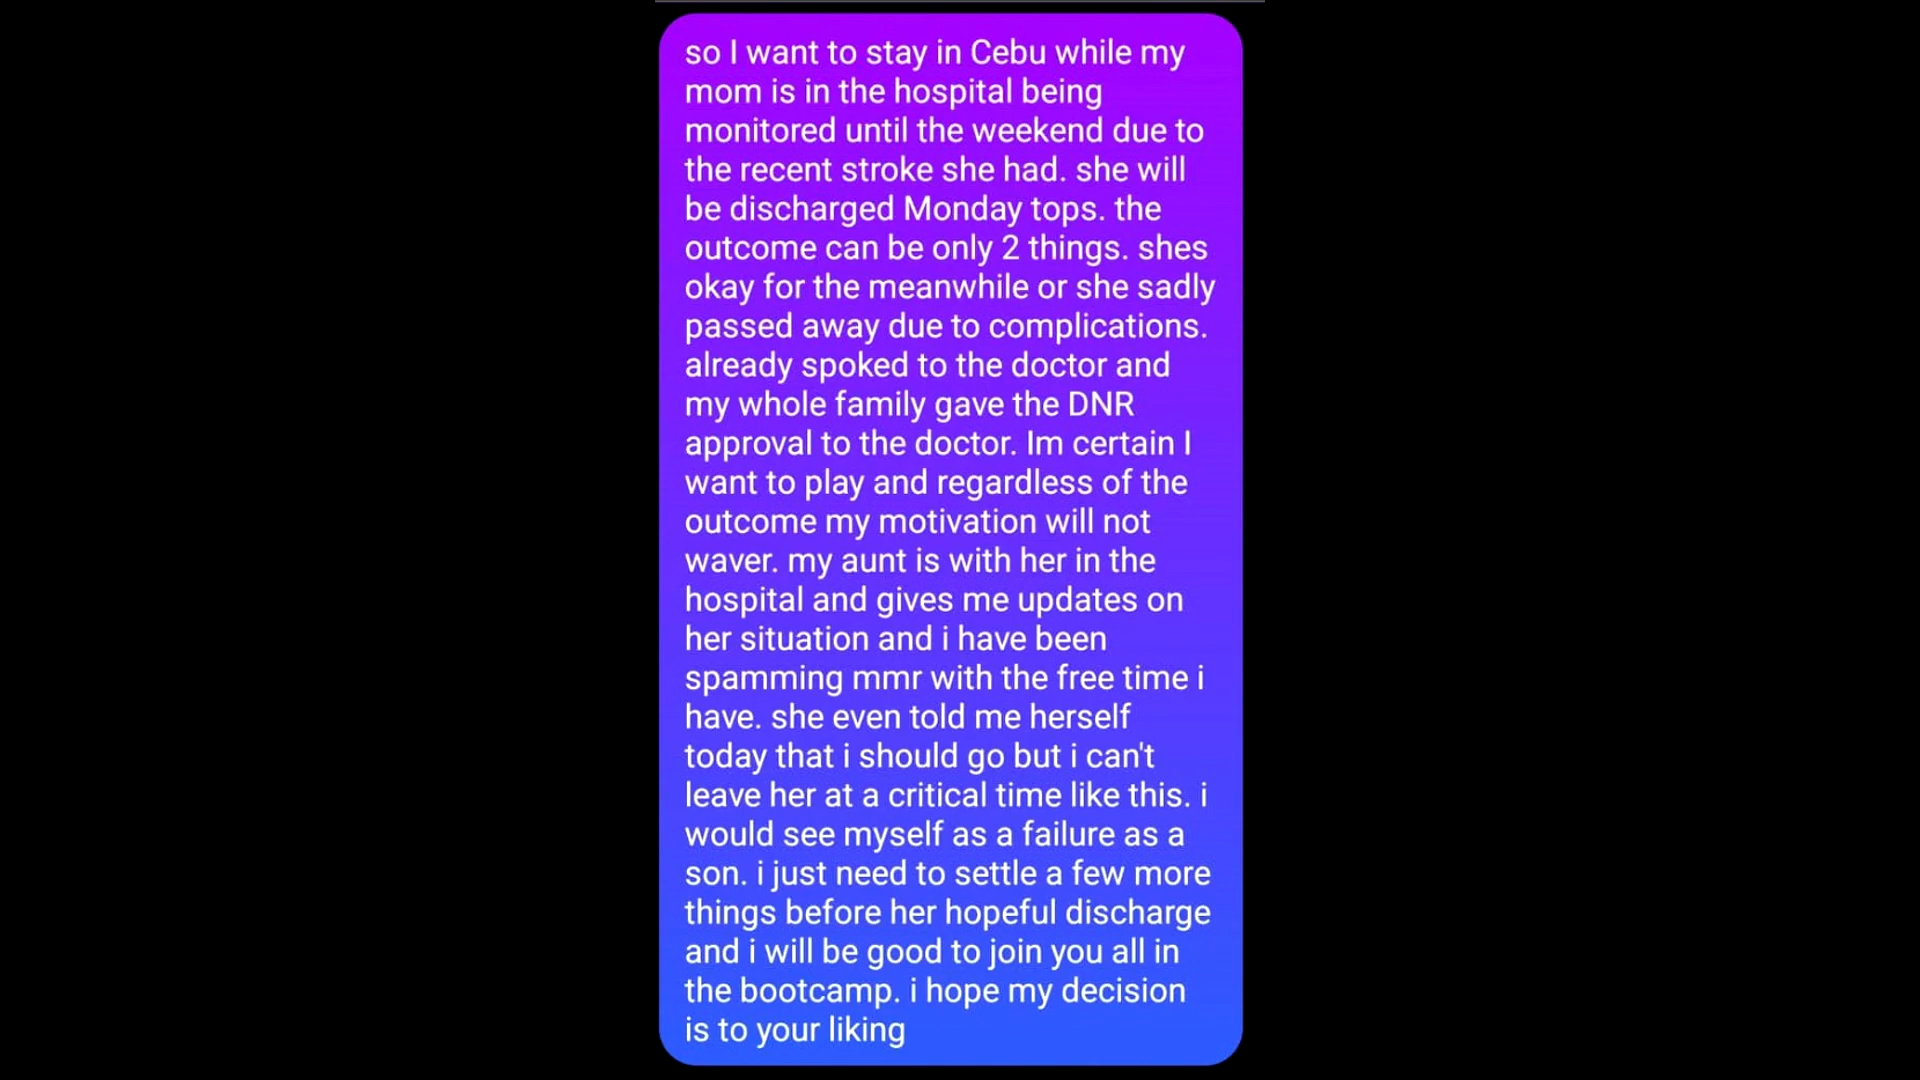 so I want to stay in Cebu while my
mom is in the hospital being
monitored until the weekend due to
the recent stroke she had. she will
be discharged Monday tops. the
outcome can be only 2 things. shes
okay for the meanwhile or she sadly
passed away due to complications.
already spoked to the doctor and
my whole family gave the DNR
approval to the doctor. Im certain I
want to play and regardless of the
outcome my motivation will not
waver. my aunt is with her in the
hospital and gives me updates on
her situation and i have been
spamming mmr with the free time i
have. she even told me herself
today that i should go but i can't
leave her at a critical time like this. i
would see myself as a failure as a
son. i just need to settle a few more
things before her hopeful discharge
and i will be good to join you all in
the bootcamp. i hope my decision
is to your liking